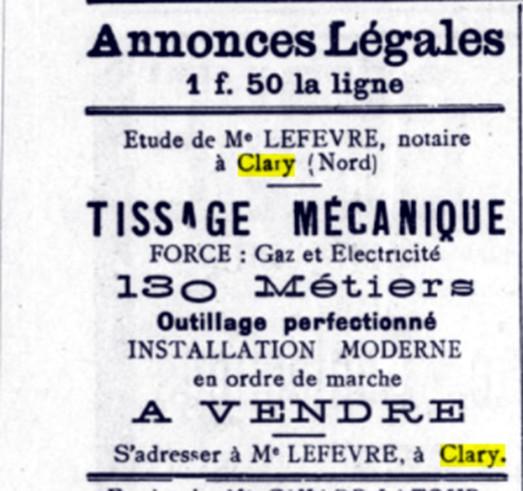 Annonces Légales
1 f. 50 la ligne
Etude de Mᵉ LEFEVRE, notaire
à Clary (Nord)
TISSAGE MÉCANIQUE
FORCE : Gaz et Electricité
130 Métiers
Outillage perfectionné
INSTALLATION MODERNE
en ordre de marche
A VENDRE
S'adresser à Mᵉ LEFEVRE, à Clary.